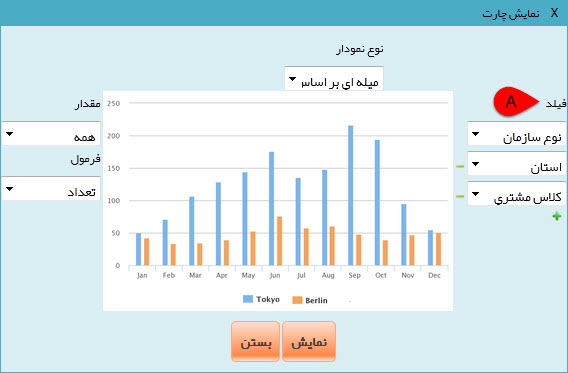 X نمایش چارت
نوع نمودار
میله ای بر اساس
A فیلد
نوع سازمان
استان
کلاس مشتری
مقدار
همه
فرمول
تعداد
250
200
150
100
50
0
Jan Feb Mar Apr May Jun Jul Aug Sep Oct Nov Dec
Tokyo Berlin
نمایش بستن